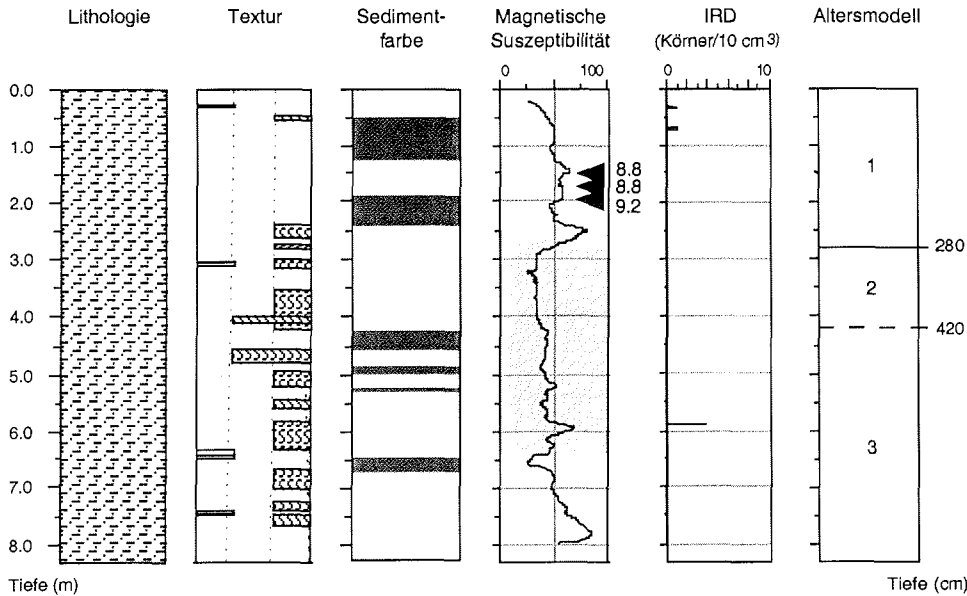 Lithologie
Textur
Sediment-
farbe
Magnetische
Suszeptibilität
IRD
(Körner/10 cm³)
Altersmodell
0 100
0 10
0.0
1.0
2.0
3.0
4.0
5.0
6.0
7.0
8.0
8.8
8.8
9.2
1
280
2
420
3
Tiefe (m)
Tiefe (cm)